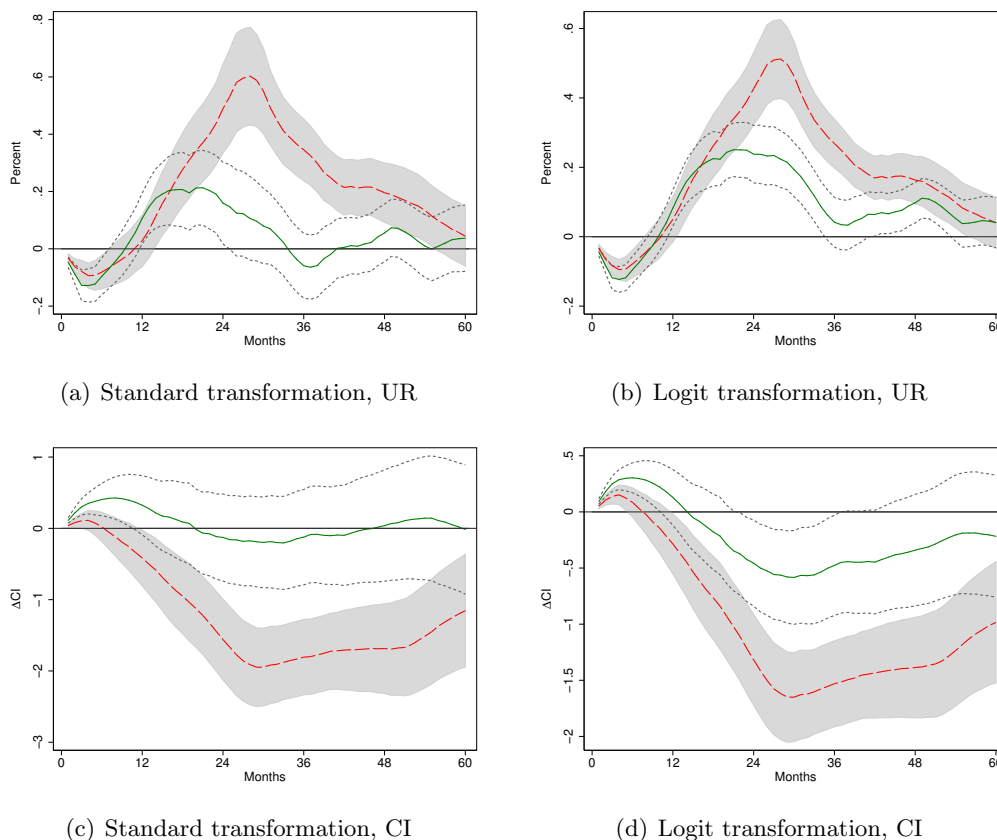 .8
.6
.4
.2
0
-.2
Percent
0 12 24 36 48 60
Months
(a) Standard transformation, UR
.6
.4
.2
0
-.2
Percent
0 12 24 36 48 60
Months
(b) Logit transformation, UR
1
0
-1
-2
-3
ΔCI
0 12 24 36 48 60
Months
(c) Standard transformation, CI
.5
0
-.5
-1
-1.5
-2
ΔCI
0 12 24 36 48 60
Months
(d) Logit transformation, CI